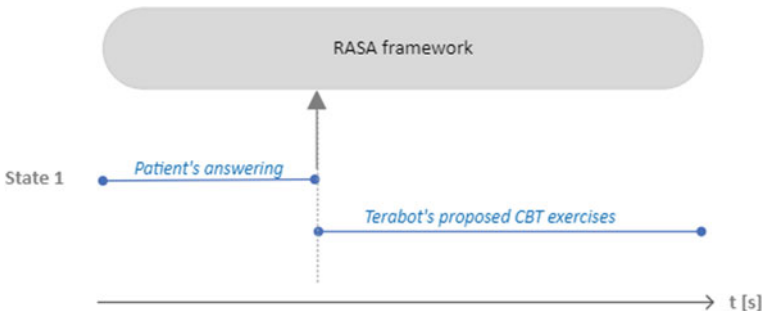 RASA framework
Patient's answering
State 1
Terabot's proposed CBT exercises
t [s]